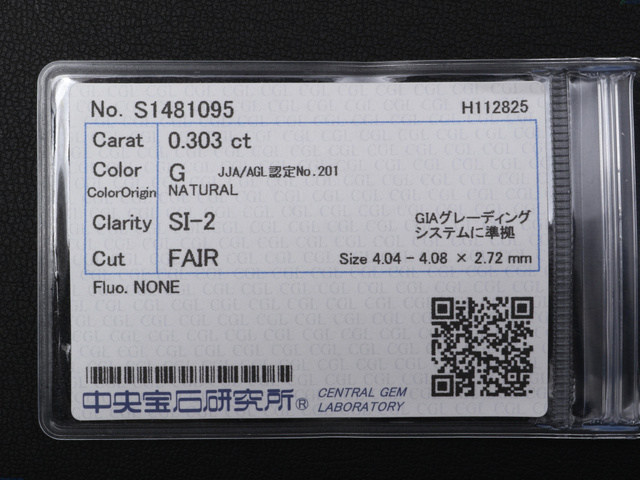 No. S1481095 H112825
Carat 0.303 ct
Color G JJA/AGL認定No.201
ColorOrigin NATURAL
Clarity SI-2 GIAグレーディング
システムに準拠
Cut FAIR Size 4.04 - 4.08 × 2.72 mm
Fluo. NONE
中央宝石研究所® CENTRAL GEM
LABORATORY